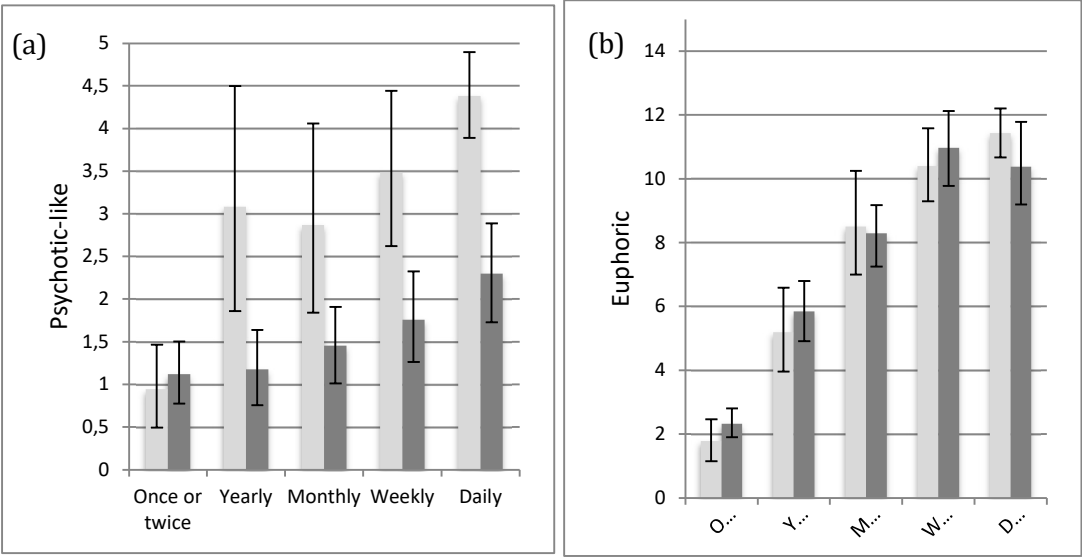 (a)
Psychotic-like
5
4,5
4
3,5
3
2,5
2
1,5
1
0,5
0
Once or
twice
Yearly
Monthly
Weekly
Daily
(b)
Euphoric
14
12
10
8
6
4
2
0
O...
Y...
M...
W...
D...